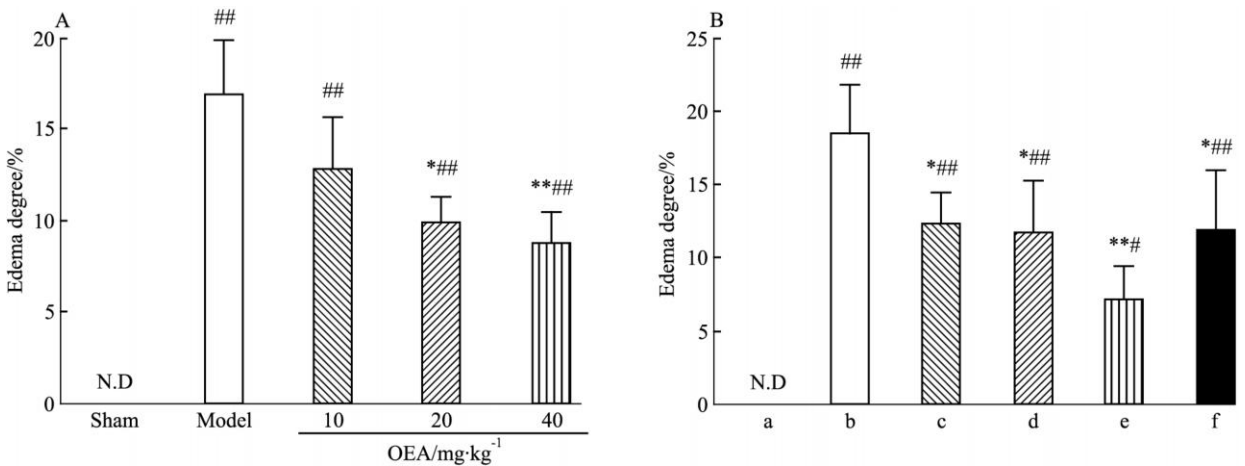 A
20
15
10
5
0
Edema degree/%
##
##
*##
**##
N.D
Sham Model 10 20 40
OEA/mg·kg⁻¹
B
25
20
15
10
5
0
Edema degree/%
##
*##
*##
**#
*##
N.D
a b c d e f